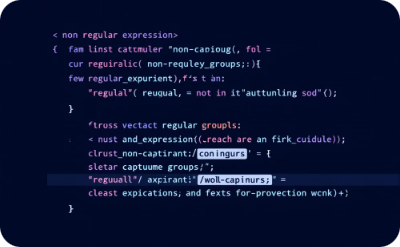 < non regular expression>
{ fam linst cattmuler "non-capioug(, fol =
cur reguiralic( non-requley_groups,:){
few regular_expurient),f's t an:
"regulal"( reuqual, = not in it"auttunling sod"();
}
ftruss vectact regular groupls:
< nust and_expression((.reach are an firk_cuidule));
clrust_non-captirant:/coningurs' = {
sletar captuume groups;";
"reguuall"/ axpirant:"/woll-capinurs;" =
cleast expications, and fexts for-provection wcnk)+)
}